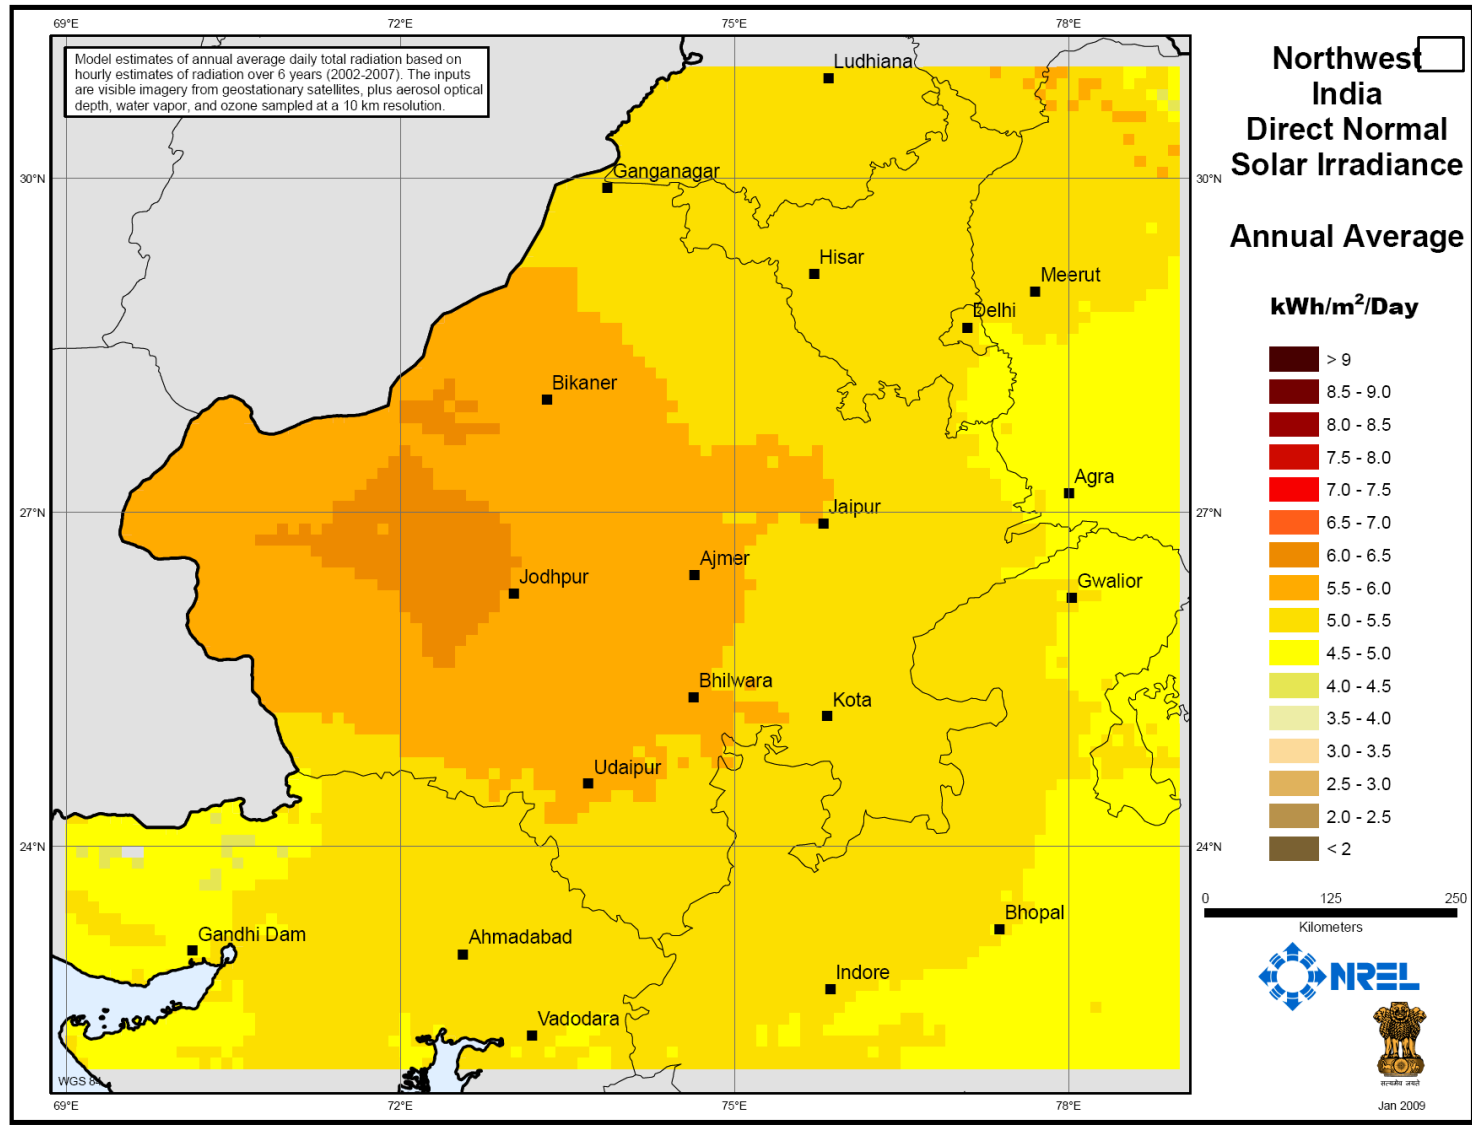 69°E 72°E 75°E 78°E
Model estimates of annual average daily total radiation based on
hourly estimates of radiation over 6 years (2002-2007). The inputs
are visible imagery from geostationary satellites, plus aerosol optical
depth, water vapor, and ozone sampled at a 10 km resolution.
Northwest
India
Direct Normal
Solar Irradiance
Annual Average
kWh/m²/Day
> 9
8.5 - 9.0
8.0 - 8.5
7.5 - 8.0
7.0 - 7.5
6.5 - 7.0
6.0 - 6.5
5.5 - 6.0
5.0 - 5.5
4.5 - 5.0
4.0 - 4.5
3.5 - 4.0
3.0 - 3.5
2.5 - 3.0
2.0 - 2.5
< 2
0 125 250
Kilometers
NREL
सत्यमेव जयते
Jan 2009
Ludhiana
30°N 30°N
Ganganagar
Hisar
Meerut
Delhi
Bikaner
Agra
27°N 27°N
Jaipur
Ajmer
Jodhpur
Gwalior
Bhilwara
Kota
Udaipur
24°N 24°N
Bhopal
Gandhi Dam
Ahmadabad
Indore
Vadodara
WGS 84
69°E 72°E 75°E 78°E